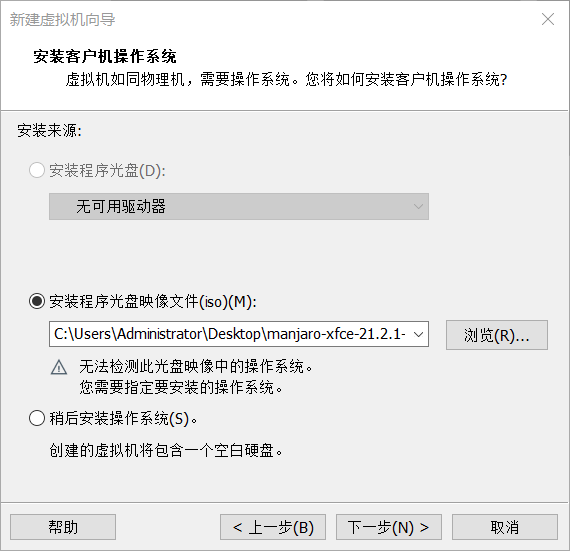 新建虚拟机向导
安装客户机操作系统
虚拟机如同物理机，需要操作系统。您将如何安装客户机操作系统?
安装来源:
安装程序光盘(D):
无可用驱动器
安装程序光盘映像文件(iso)(M):
C:\Users\Administrator\Desktop\manjaro-xfce-21.2.1-
浏览(R)...
无法检测此光盘映像中的操作系统。
您需要指定要安装的操作系统。
稍后安装操作系统(S)。
创建的虚拟机将包含一个空白硬盘。
帮助
< 上一步(B)
下一步(N) >
取消